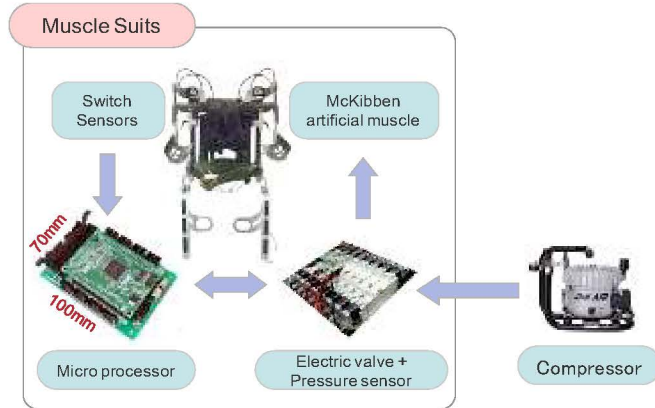 Muscle Suits
Switch
Sensors
McKibben
artificial muscle
70mm
100mm
Micro processor
Electric valve +
Pressure sensor
Compressor